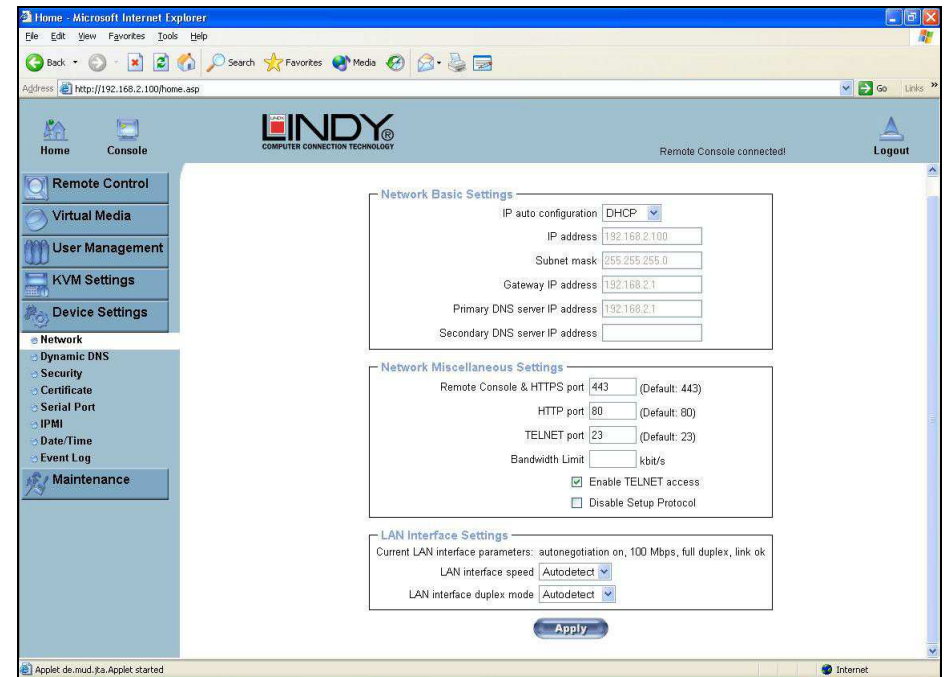 Home - Microsoft Internet Explorer
File Edit View Favorites Tools Help
Back Search Favorites Media
Address http://192.168.2.100/home.asp Go Links »
Home Console
LINDY®
COMPUTER CONNECTION TECHNOLOGY
Remote Console connected!
Logout
Remote Control
Virtual Media
User Management
KVM Settings
Device Settings
Network
Dynamic DNS
Security
Certificate
Serial Port
IPMI
Date/Time
Event Log
Maintenance
Network Basic Settings
IP auto configuration DHCP
IP address 192.168.2.100
Subnet mask 255.255.255.0
Gateway IP address 192.168.2.1
Primary DNS server IP address 192.168.2.1
Secondary DNS server IP address
Network Miscellaneous Settings
Remote Console & HTTPS port 443 (Default: 443)
HTTP port 80 (Default: 80)
TELNET port 23 (Default: 23)
Bandwidth Limit kbit/s
Enable TELNET access
Disable Setup Protocol
LAN Interface Settings
Current LAN interface parameters: autonegotiation on, 100 Mbps, full duplex, link ok
LAN interface speed Autodetect
LAN interface duplex mode Autodetect
Apply
Applet de.mud.jta.Applet started
Internet